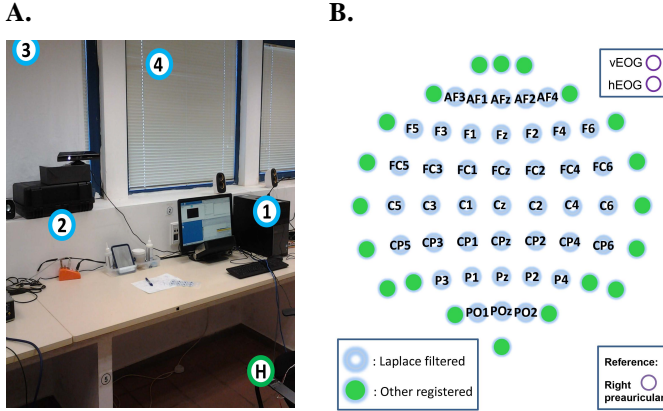 A.
B.
3
4
2
1
H
5
vEOG
hEOG
AF3 AF1 AFz AF2 AF4
F5 F3 F1 Fz F2 F4 F6
FC5 FC3 FC1 FCz FC2 FC4 FC6
C5 C3 C1 Cz C2 C4 C6
CP5 CP3 CP1 CPz CP2 CP4 CP6
P3 P1 Pz P2 P4
PO1 POz PO2
: Laplace filtered
: Other registered
Reference:
Right
preauricular